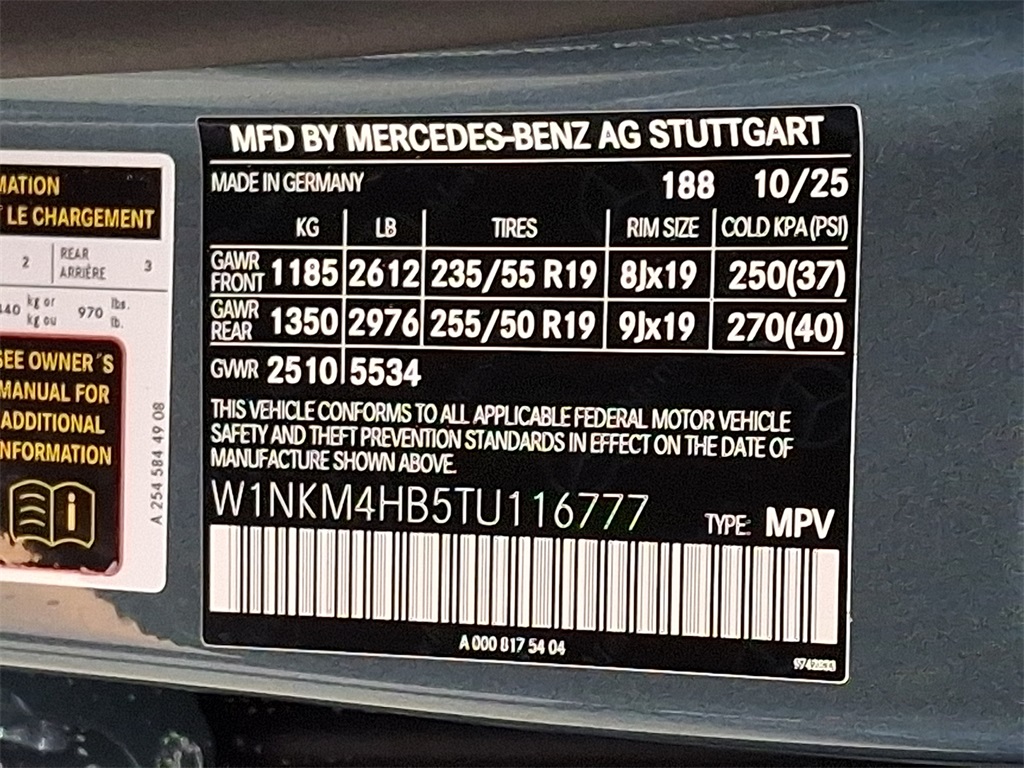 MATION
LE CHARGEMENT
2 REAR ARRIÈRE 3
kg or kg ou 970 lbs. lb.
SEE OWNER´S
MANUAL FOR
ADDITIONAL
INFORMATION
A 254 584 49 08
MFD BY MERCEDES-BENZ AG STUTTGART
MADE IN GERMANY 188 10/25
KG LB TIRES RIM SIZE COLD KPA (PSI)
GAWR FRONT 1185 2612 235/55 R19 8Jx19 250(37)
GAWR REAR 1350 2976 255/50 R19 9Jx19 270(40)
GVWR 2510 5534
THIS VEHICLE CONFORMS TO ALL APPLICABLE FEDERAL MOTOR VEHICLE
SAFETY AND THEFT PREVENTION STANDARDS IN EFFECT ON THE DATE OF
MANUFACTURE SHOWN ABOVE.
W1NKM4HB5TU116777 TYPE: MPV
A 000 817 54 04
9742833